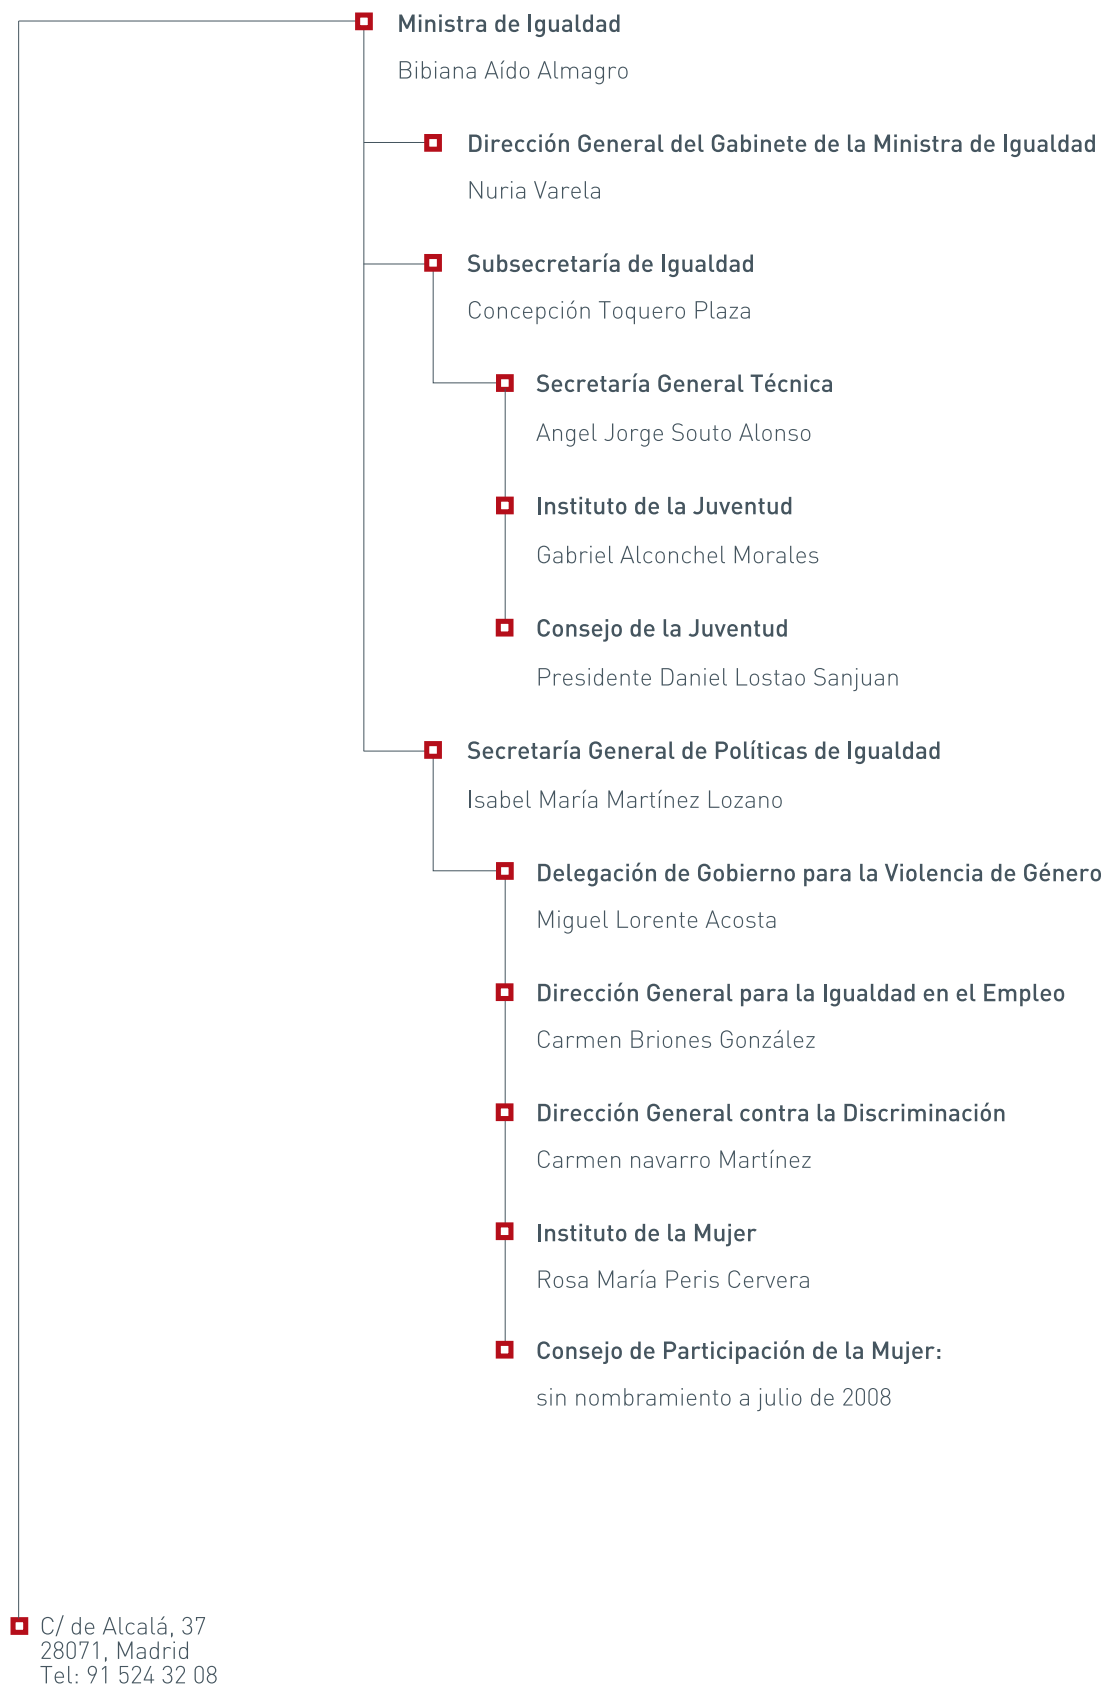 Ministra de Igualdad
Bibiana Aído Almagro
Dirección General del Gabinete de la Ministra de Igualdad
Nuria Varela
Subsecretaría de Igualdad
Concepción Toquero Plaza
Secretaría General Técnica
Angel Jorge Souto Alonso
Instituto de la Juventud
Gabriel Alconchel Morales
Consejo de la Juventud
Presidente Daniel Lostao Sanjuan
Secretaría General de Políticas de Igualdad
Isabel María Martínez Lozano
Delegación de Gobierno para la Violencia de Género
Miguel Lorente Acosta
Dirección General para la Igualdad en el Empleo
Carmen Briones González
Dirección General contra la Discriminación
Carmen navarro Martínez
Instituto de la Mujer
Rosa María Peris Cervera
Consejo de Participación de la Mujer:
sin nombramiento a julio de 2008
C/ de Alcalá, 37
28071, Madrid
Tel: 91 524 32 08